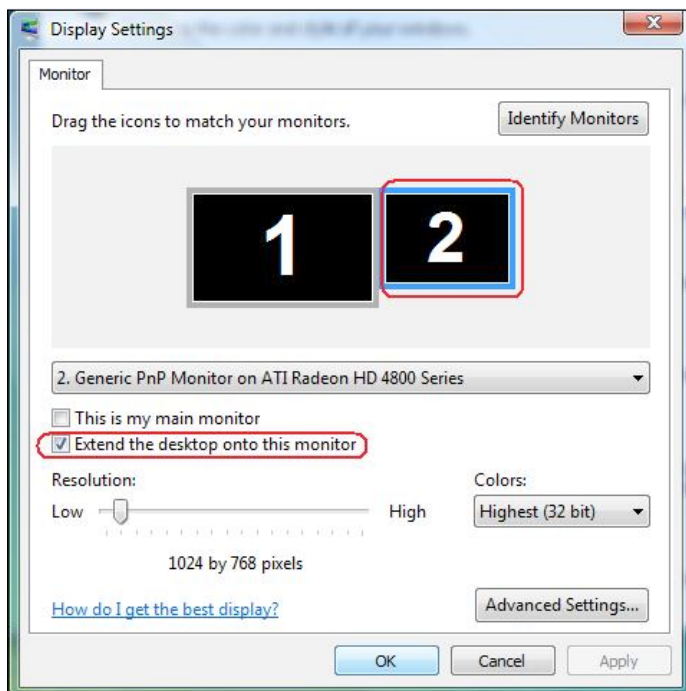 Display Settings
Monitor
Drag the icons to match your monitors.
Identify Monitors
1
2
2. Generic PnP Monitor on ATI Radeon HD 4800 Series
This is my main monitor
Extend the desktop onto this monitor
Resolution:
Colors:
Low
High
Highest (32 bit)
1024 by 768 pixels
How do I get the best display?
Advanced Settings...
OK
Cancel
Apply